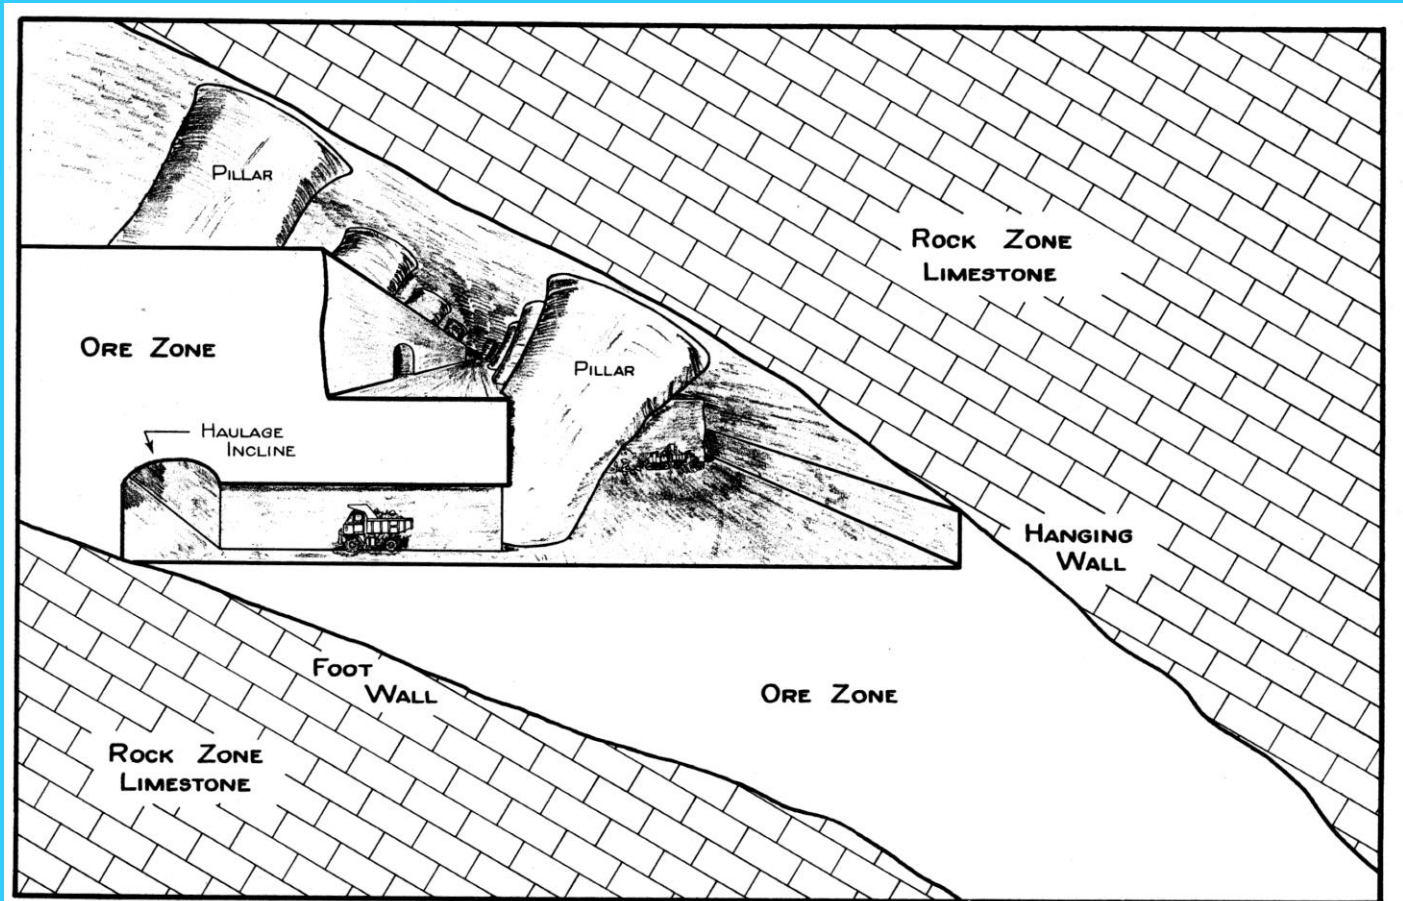 PILLAR
ROCK ZONE
LIMESTONE
ORE ZONE
PILLAR
HAULAGE
INCLINE
HANGING
WALL
FOOT
WALL
ORE ZONE
ROCK ZONE
LIMESTONE